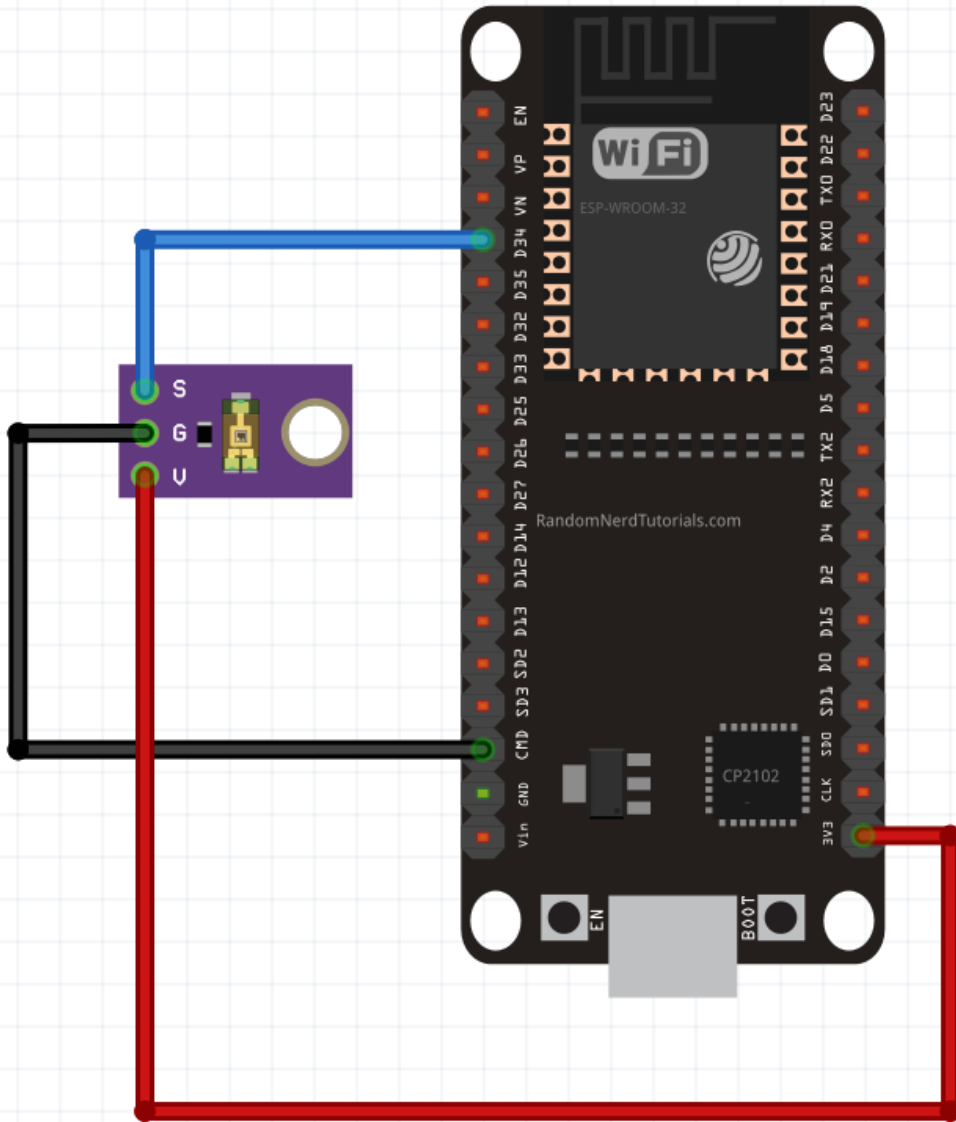 EN
VP
VN
D34
D35
D32
D33
D25
D26
D27
D14
D12
D13
SD2
SD3
CMD
GND
Vin
D23
D22
TX0
RX0
D21
D19
D18
D5
TX2
RX2
D4
D2
D15
D0
SD1
SD0
CLK
3V3
Wi Fi
ESP-WROOM-32
S
G
V
RandomNerdTutorials.com
CP2102
EN
BOOT